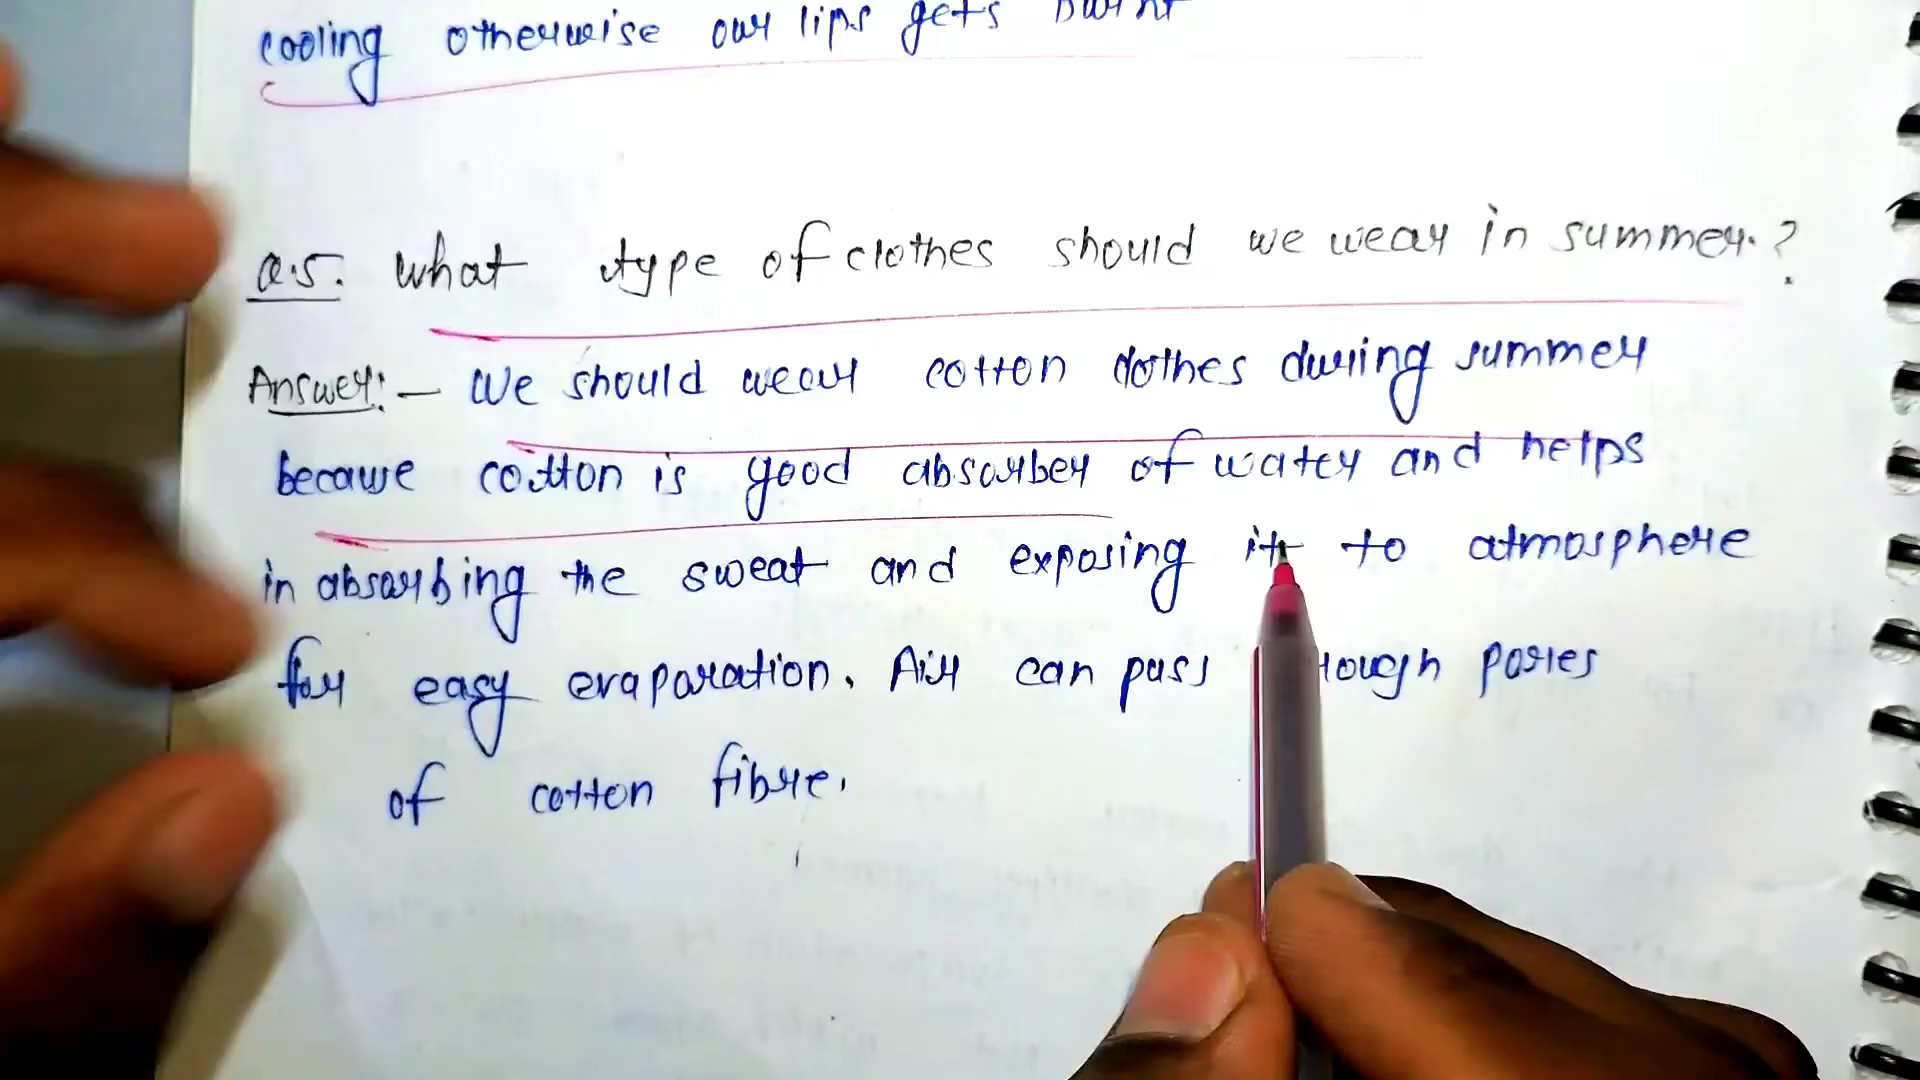 cooling otherwise our lips gets burnt
Q.5. What type of clothes should we wear in summer.?
Answer:- We should wear cotton clothes during summer
because cotton is good absorber of water and helps
in absorbing the sweat and exposing it to atmosphere
for easy evaporation. Air can pass pores
of cotton fibre.